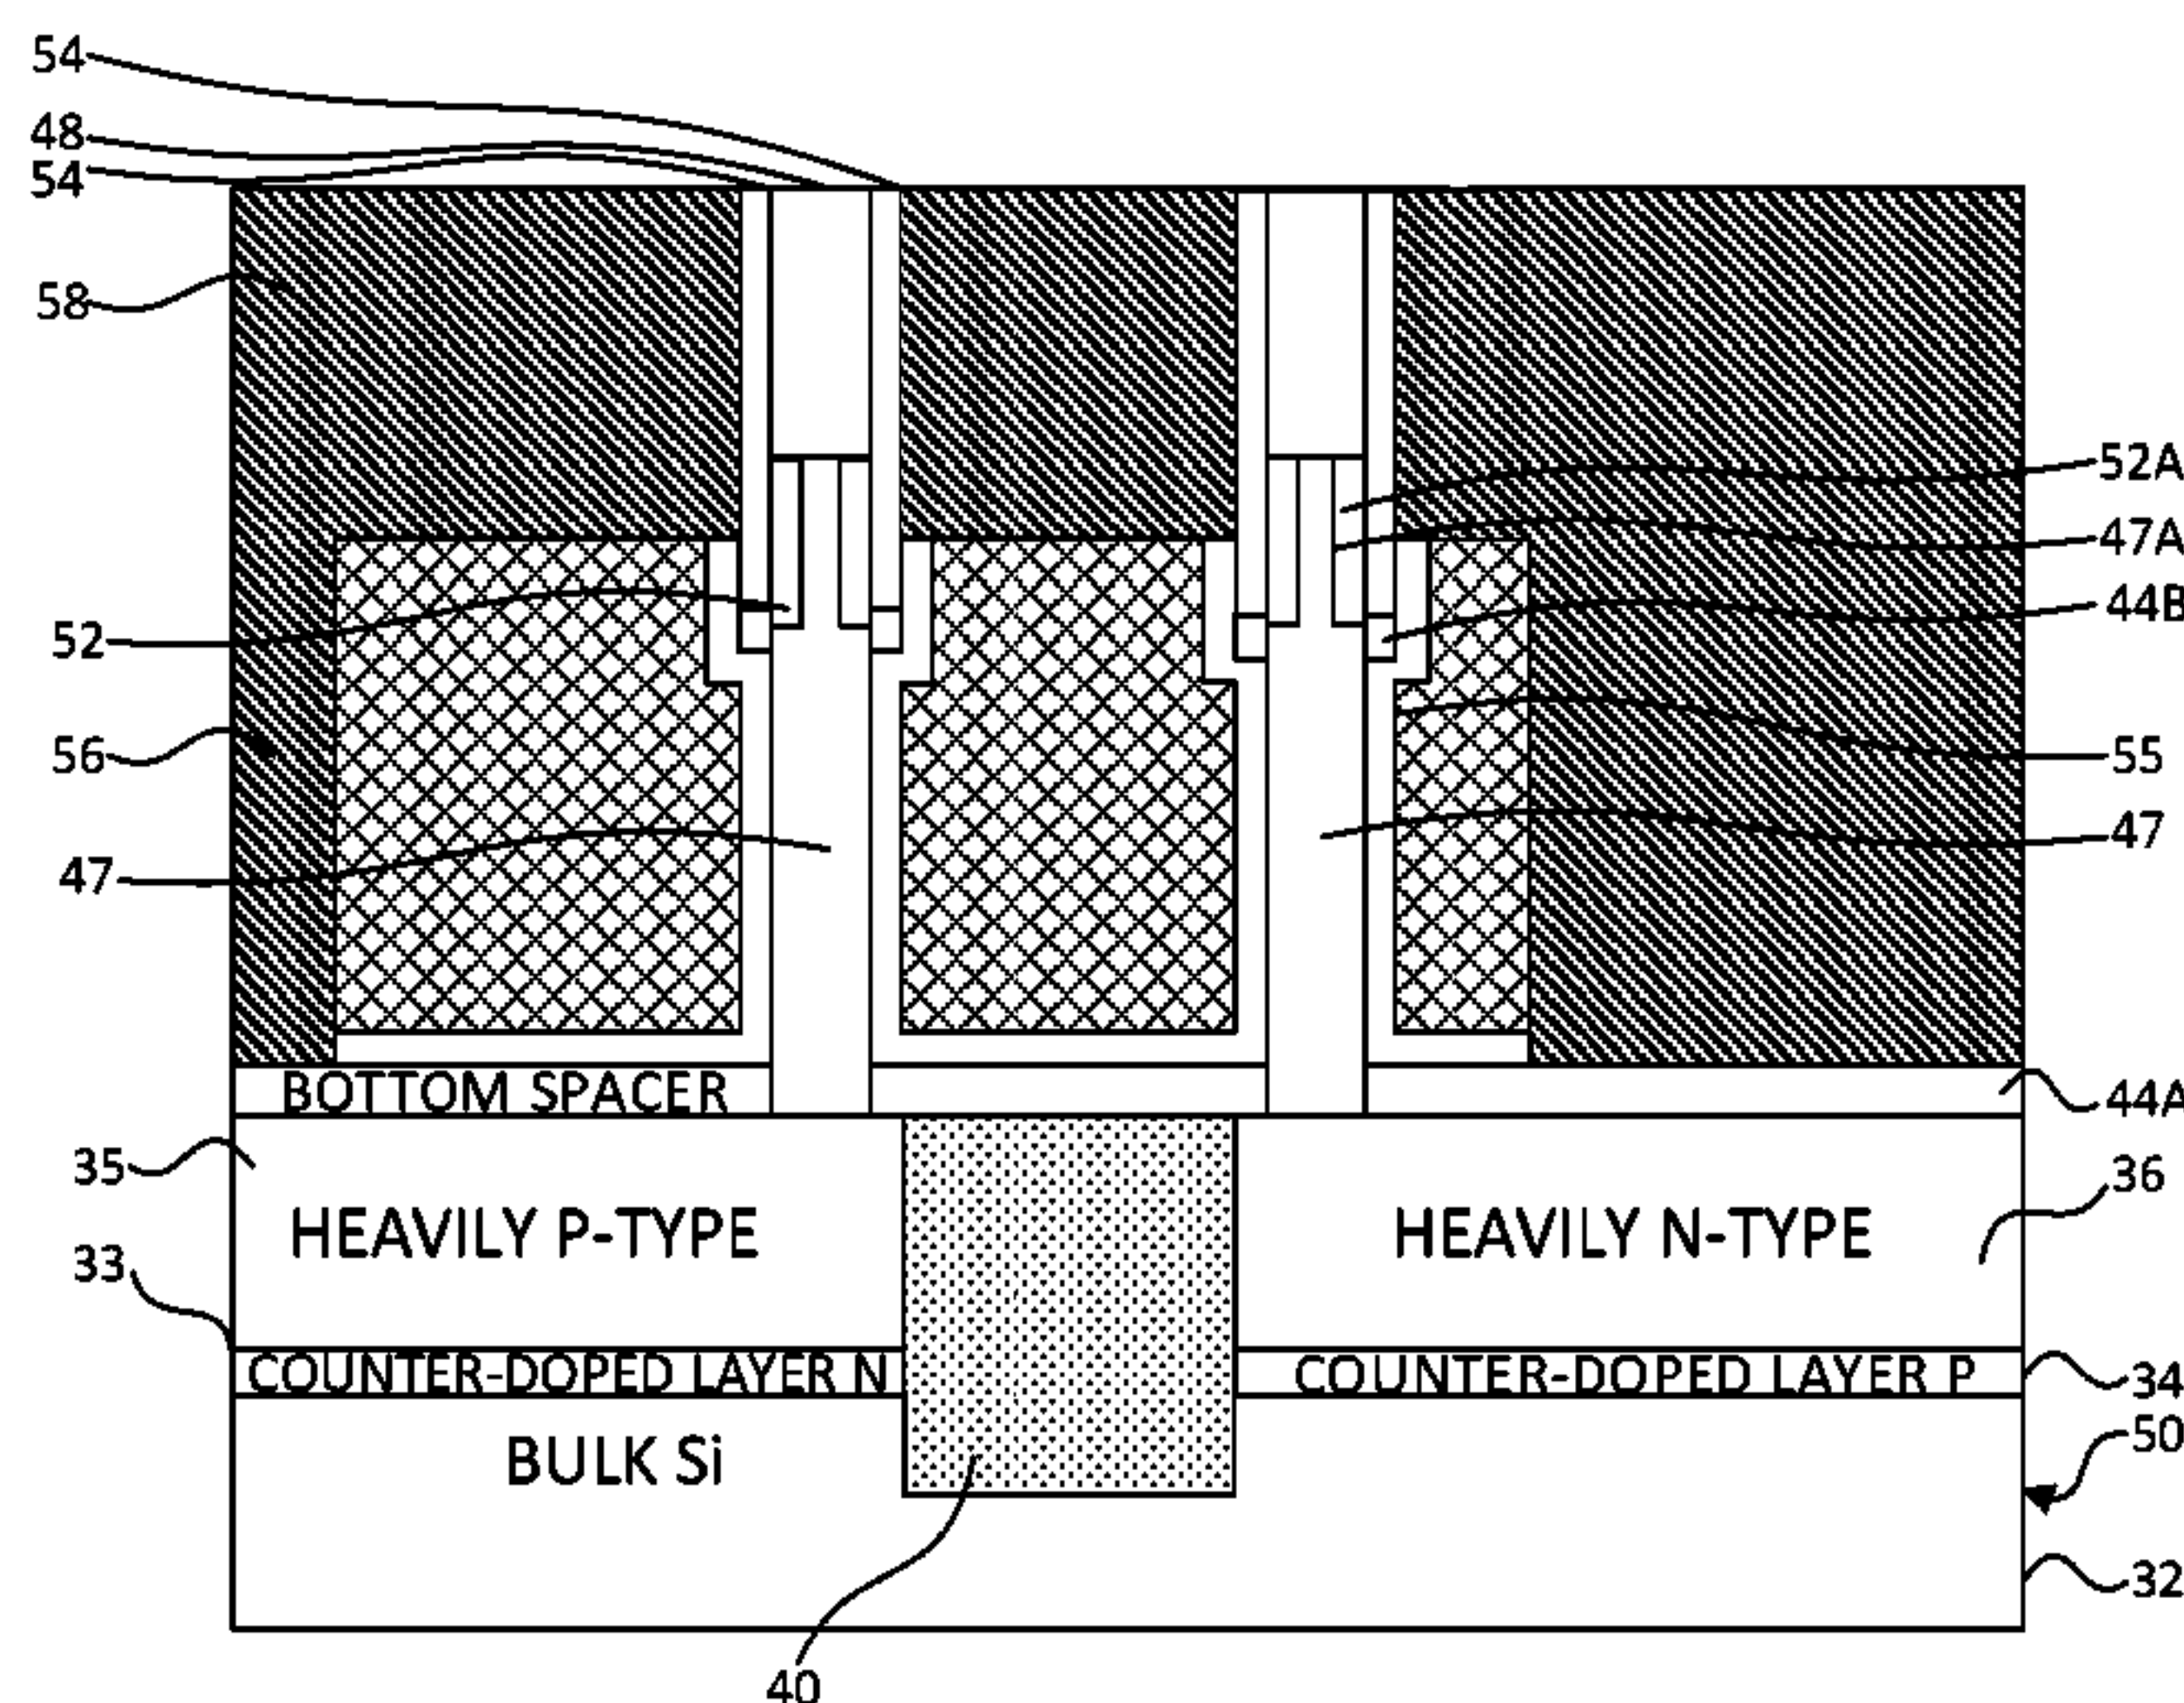 54
48
54
58
52A
47A
44B
52
56
55
47
47
BOTTOM SPACER
44A
35
36
HEAVILY P-TYPE
HEAVILY N-TYPE
33
COUNTER-DOPED LAYER N
COUNTER-DOPED LAYER P
34
50
BULK Si
32
40